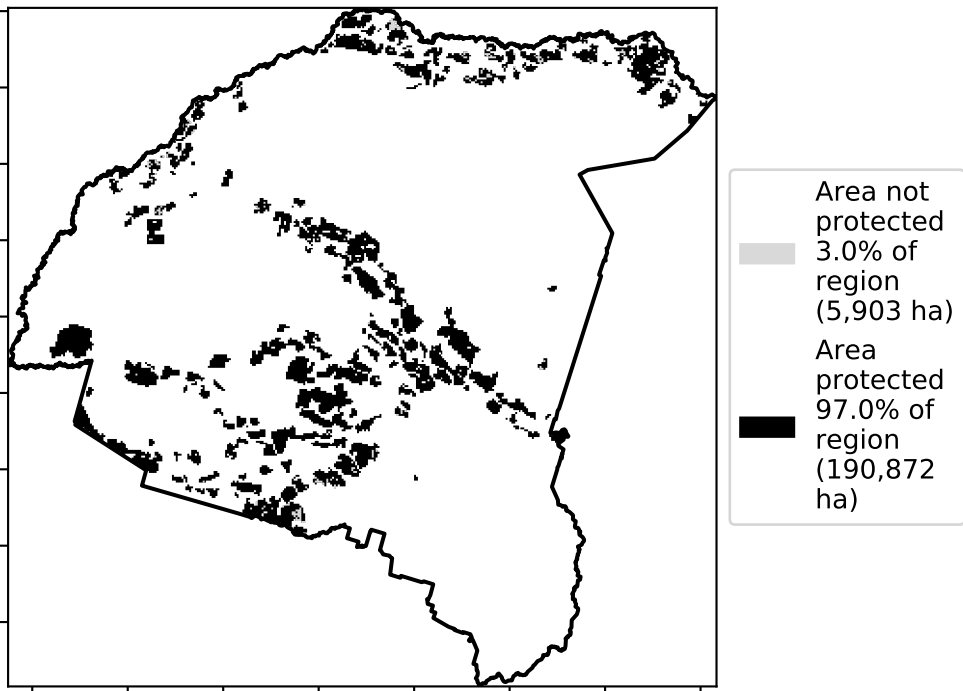 Area not
protected
3.0% of
region
(5,903 ha)
Area
protected
97.0% of
region
(190,872
ha)